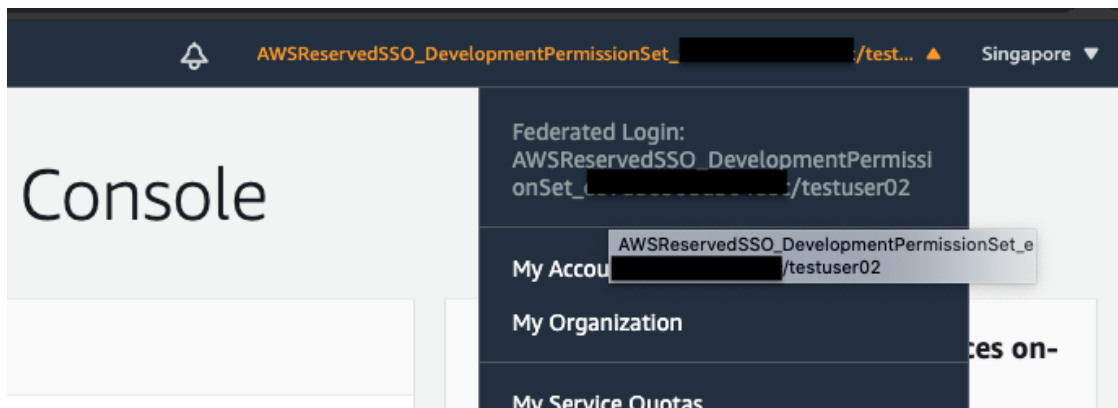 AWSReservedSSO_DevelopmentPermissionSet_ /test... Singapore
Federated Login:
AWSReservedSSO_DevelopmentPermissi
onSet_ /testuser02
Console
AWSReservedSSO_DevelopmentPermissionSet_e
/testuser02
My Accou
My Organization
ces on-
My Service Quotas